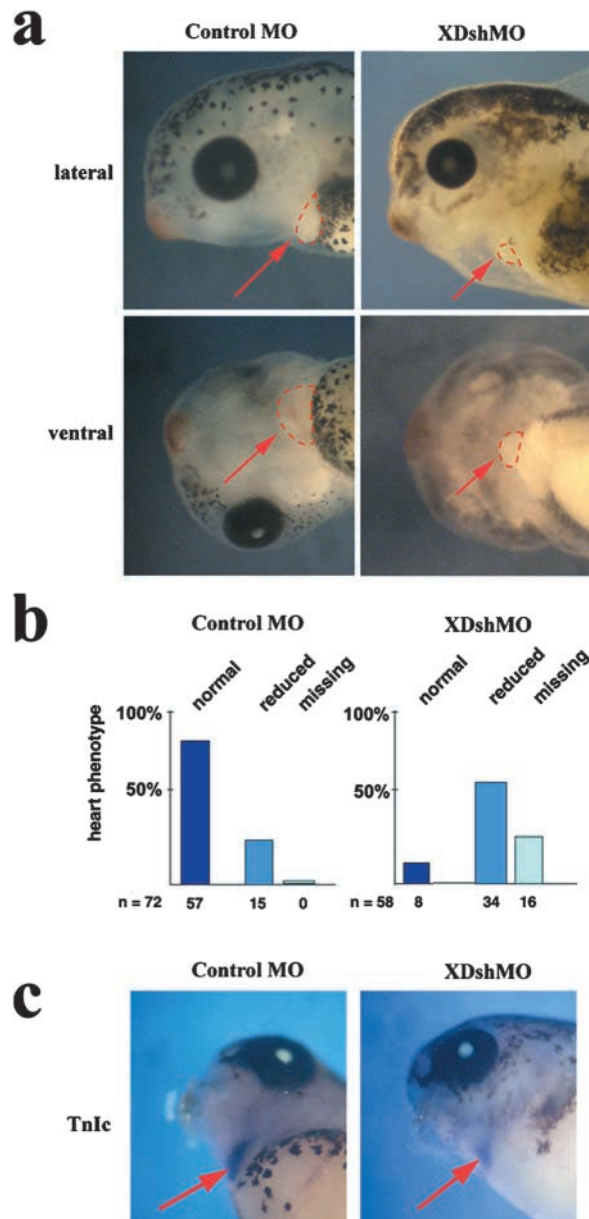 a
Control MO XDshMO
lateral
ventral
b
Control MO XDshMO
normal reduced missing normal reduced missing
100% 100%
heart phenotype
50% 50%
n = 72 57 15 0 n = 58 8 34 16
c
Control MO XDshMO
TnIc